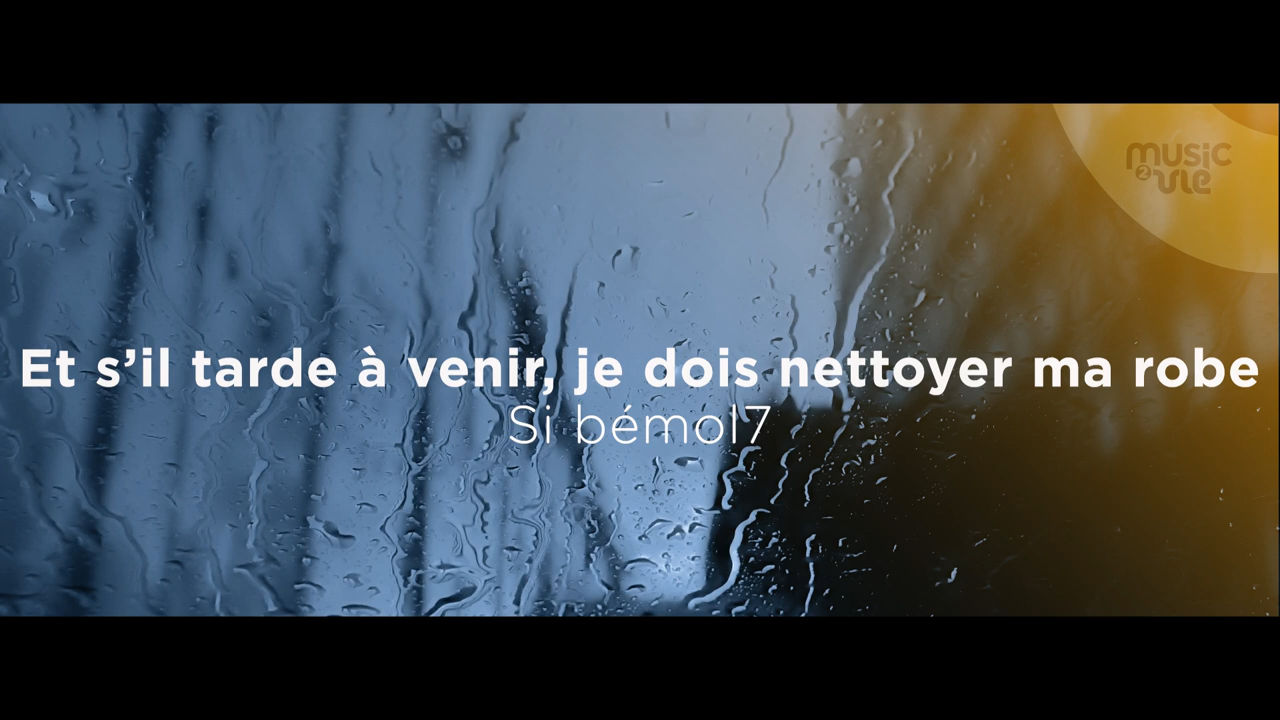 music
2 vie
Et s’il tarde à venir, je dois nettoyer ma robe
Si bémol7